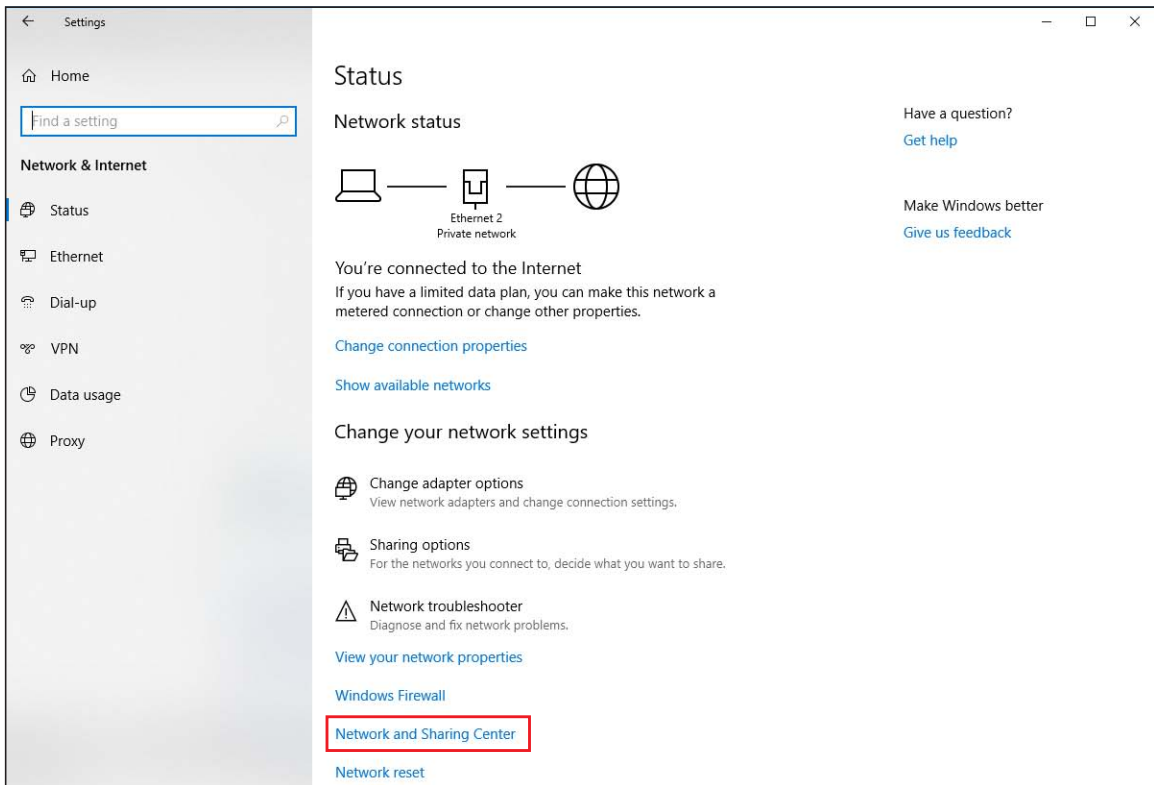 Settings
Home
Find a setting
Network & Internet
Status
Ethernet
Dial-up
VPN
Data usage
Proxy
Status
Network status
Ethernet 2
Private network
You're connected to the Internet
If you have a limited data plan, you can make this network a
metered connection or change other properties.
Change connection properties
Show available networks
Change your network settings
Change adapter options
View network adapters and change connection settings.
Sharing options
For the networks you connect to, decide what you want to share.
Network troubleshooter
Diagnose and fix network problems.
View your network properties
Windows Firewall
Network and Sharing Center
Network reset
Have a question?
Get help
Make Windows better
Give us feedback